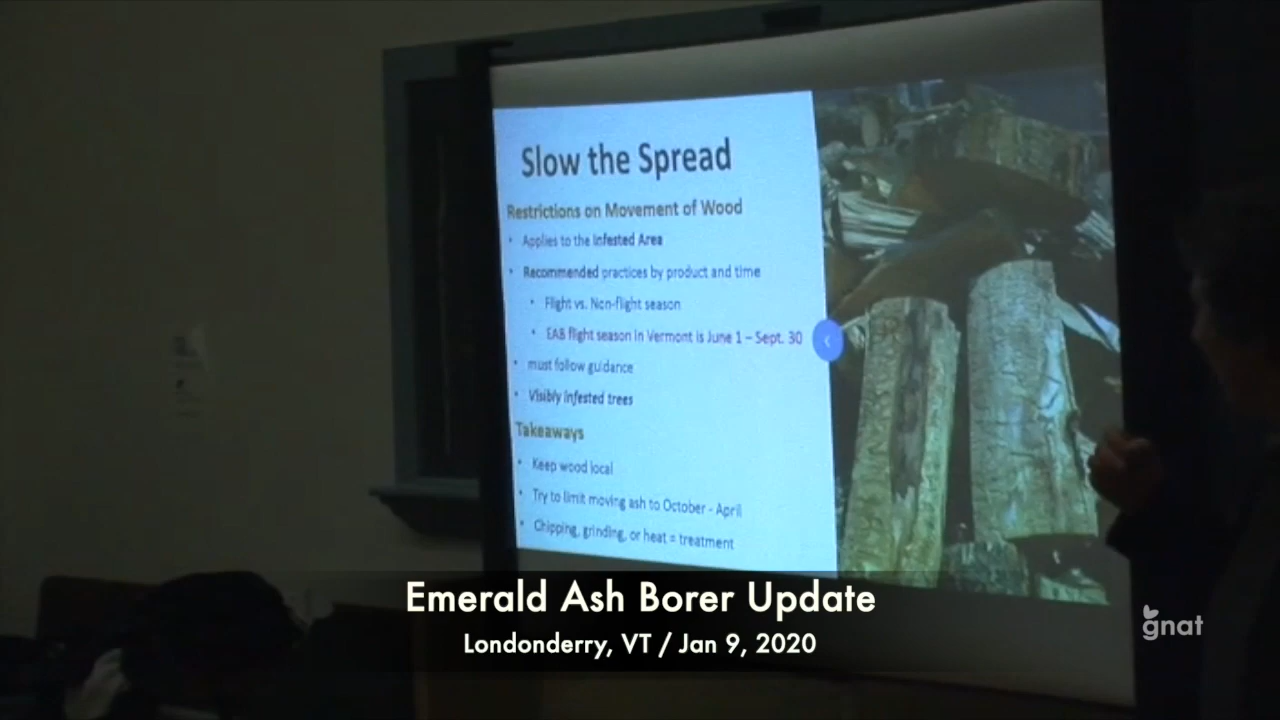 Slow the Spread
Restrictions on Movement of Wood
• Applies to the Infested Area
• Recommended practices by product and time
• Flight vs. Non-flight season
• EAB flight season in Vermont is June 1 – Sept. 30
• must follow guidance
• Visibly infested trees
Takeaways
• Keep wood local
• Try to limit moving ash to October - April
• Chipping, grinding, or heat = treatment
Emerald Ash Borer Update
Londonderry, VT / Jan 9, 2020
gnat